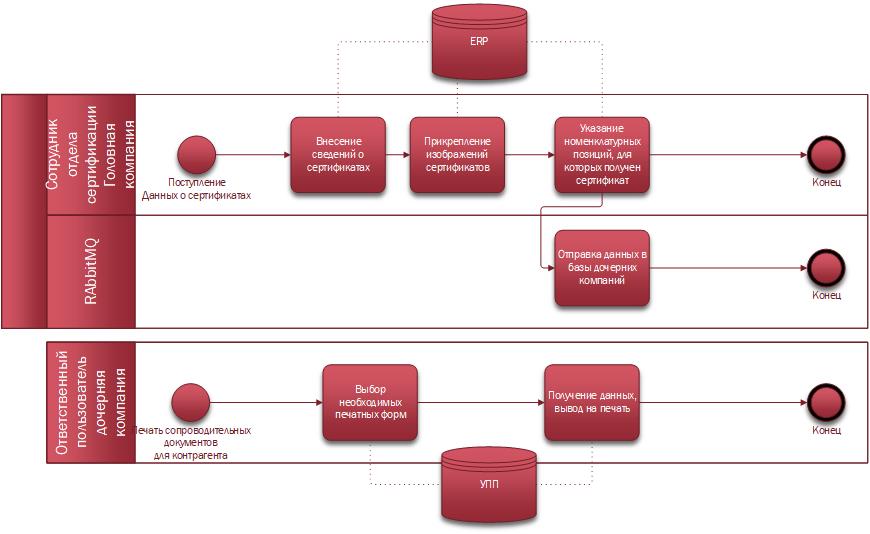 ERP
Сотрудник
отдела
сертификации
Головная
компания
Поступление
Данных о сертификатах
Внесение
сведений о
сертификатах
Прикрепление
изображений
сертификатов
Указание
номенклатурных
позиций, для
которых получен
сертификат
Конец
RAbbitMQ
Отправка данных в
базы дочерних
компаний
Конец
Ответственный
пользователь
дочерняя
компания
Печать сопроводительных
документов
для контрагента
Выбор
необходимых
печатных форм
Получение данных,
вывод на печать
Конец
УПП